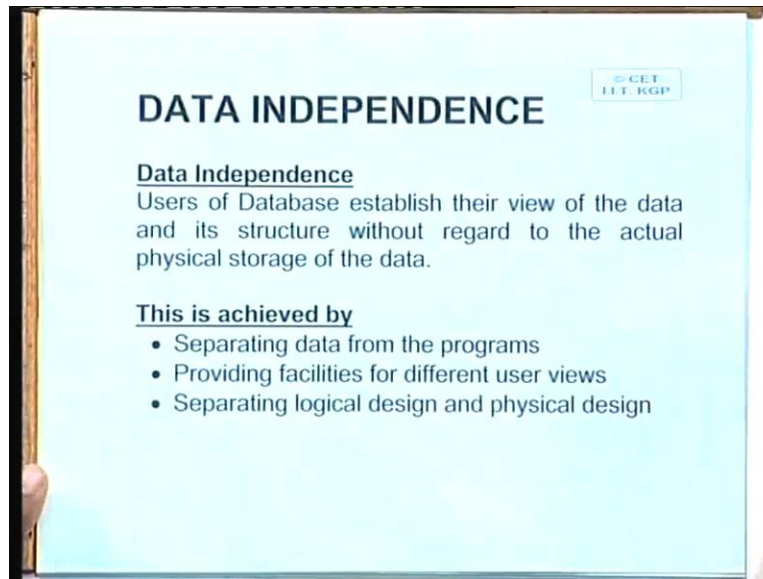 © CET
I.I.T. KGP
DATA INDEPENDENCE
Data Independence
Users of Database establish their view of the data
and its structure without regard to the actual
physical storage of the data.
This is achieved by
• Separating data from the programs
• Providing facilities for different user views
• Separating logical design and physical design